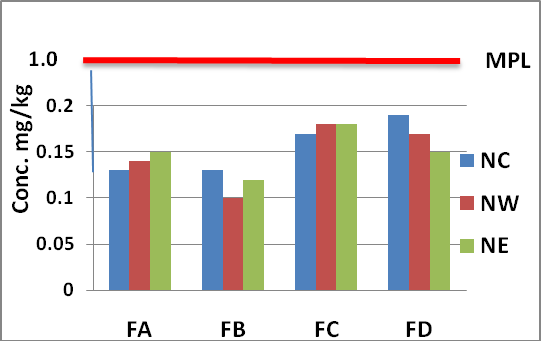 1.0
MPL
0.2
0.15
0.1
0.05
0
Conc. mg/kg
NC
NW
NE
FA FB FC FD